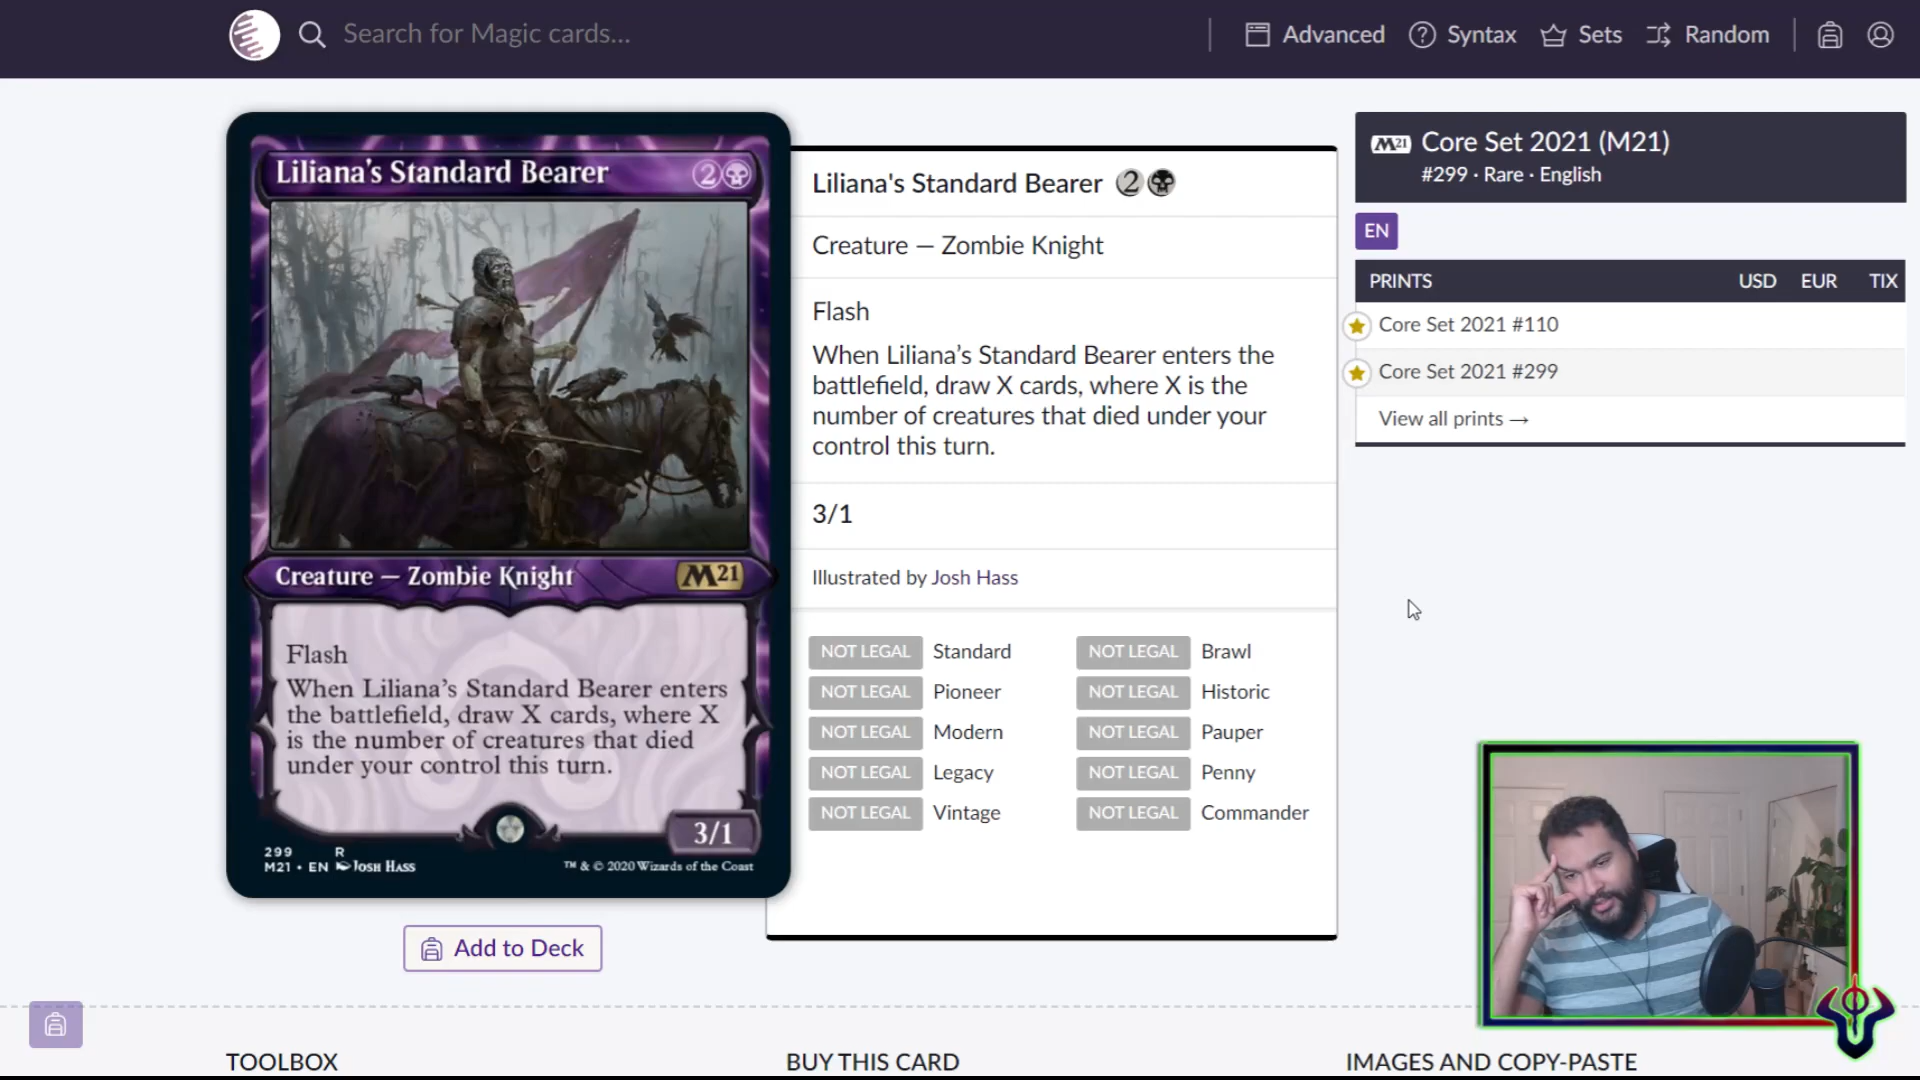 Search for Magic cards...
Advanced
Syntax
Sets
Random
Liliana's Standard Bearer 2
Creature — Zombie Knight
M21
Flash
When Liliana's Standard Bearer enters
the battlefield, draw X cards, where X
is the number of creatures that died
under your control this turn.
3/1
299 R
M21 • EN Josh Hass
™ & © 2020 Wizards of the Coast
Add to Deck
Liliana's Standard Bearer 2
Creature — Zombie Knight
Flash
When Liliana's Standard Bearer enters the
battlefield, draw X cards, where X is the
number of creatures that died under your
control this turn.
3/1
Illustrated by Josh Hass
NOT LEGAL Standard NOT LEGAL Brawl
NOT LEGAL Pioneer NOT LEGAL Historic
NOT LEGAL Modern NOT LEGAL Pauper
NOT LEGAL Legacy NOT LEGAL Penny
NOT LEGAL Vintage NOT LEGAL Commander
M21 Core Set 2021 (M21)
#299 · Rare · English
EN
PRINTS USD EUR TIX
Core Set 2021 #110
Core Set 2021 #299
View all prints →
TOOLBOX
BUY THIS CARD
IMAGES AND COPY-PASTE